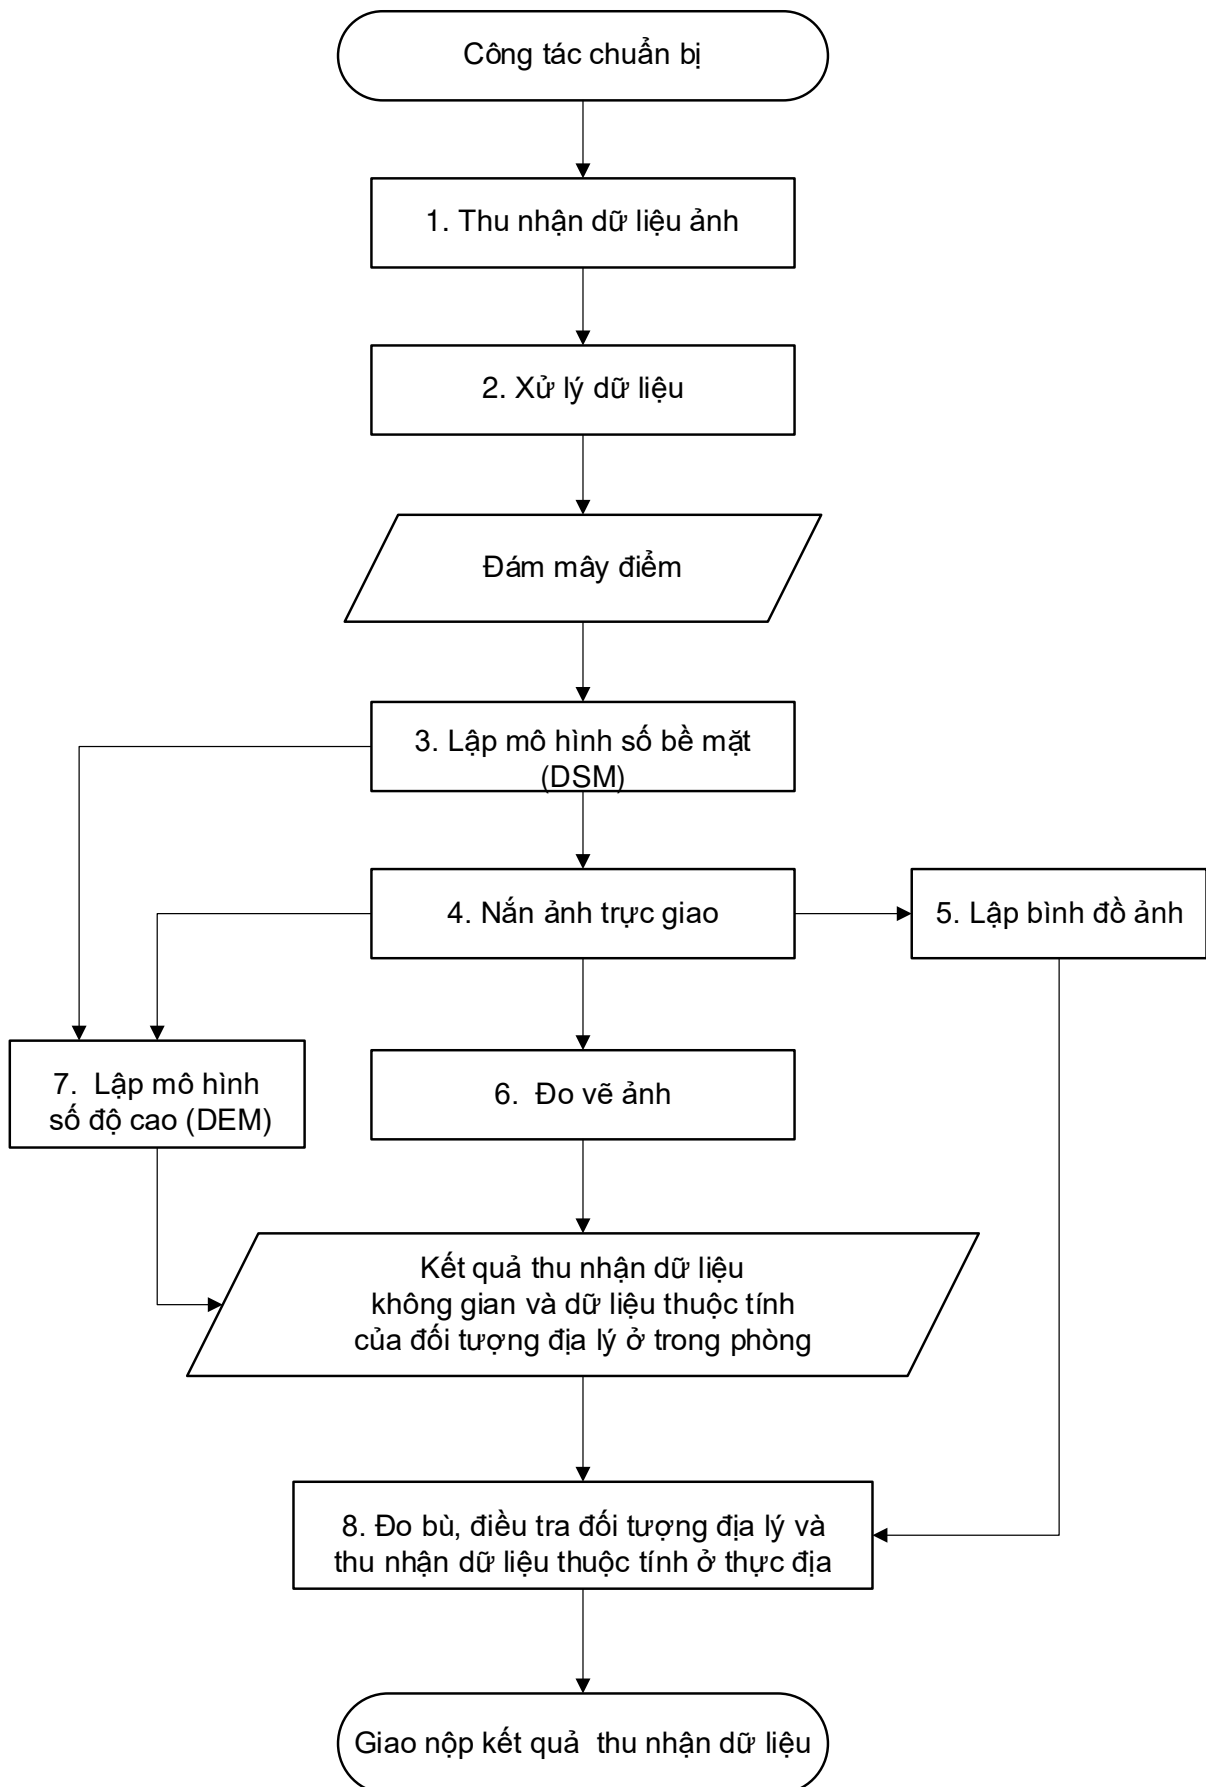 Công tác chuẩn bị
1. Thu nhận dữ liệu ảnh
2. Xử lý dữ liệu
Đám mây điểm
3. Lập mô hình số bề mặt
(DSM)
4. Nắn ảnh trực giao
5. Lập bình đồ ảnh
7. Lập mô hình
số độ cao (DEM)
6. Đo vẽ ảnh
Kết quả thu nhận dữ liệu
không gian và dữ liệu thuộc tính
của đối tượng địa lý ở trong phòng
8. Đo bù, điều tra đối tượng địa lý và
thu nhận dữ liệu thuộc tính ở thực địa
Giao nộp kết quả thu nhận dữ liệu